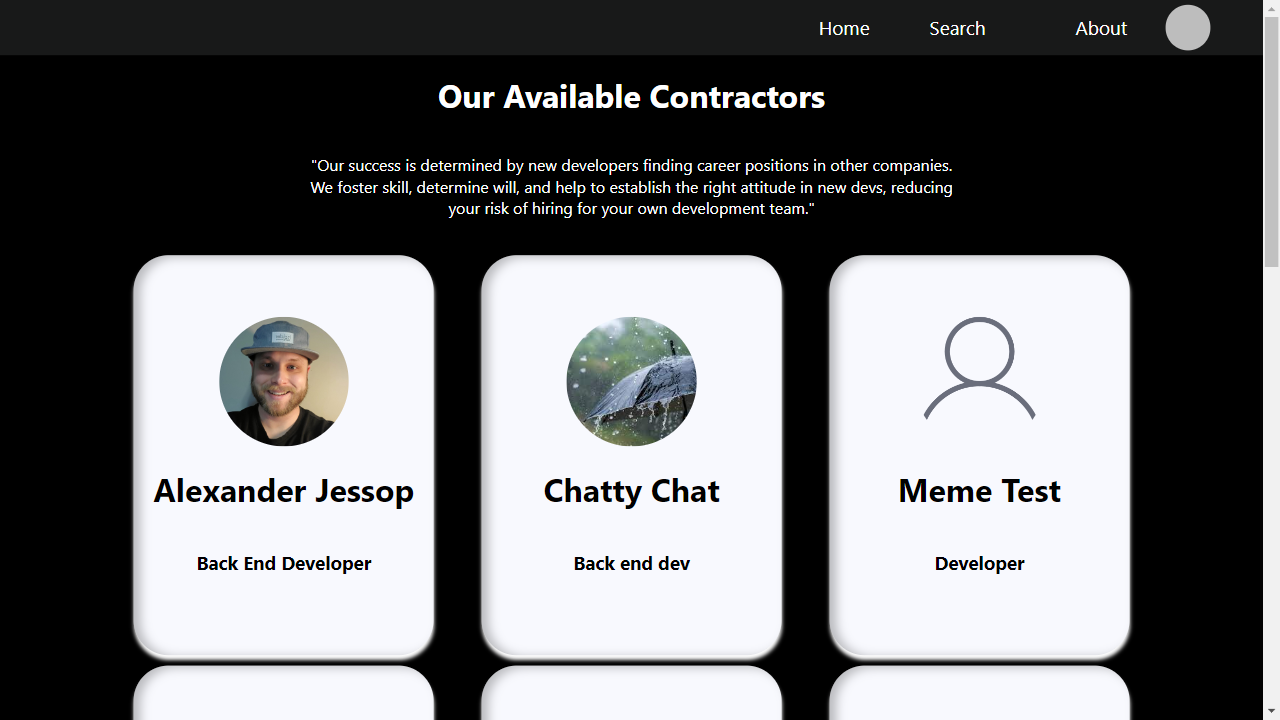 Home Search About
Our Available Contractors
"Our success is determined by new developers finding career positions in other companies.
We foster skill, determine will, and help to establish the right attitude in new devs, reducing
your risk of hiring for your own development team."
Alexander Jessop
Back End Developer
Chatty Chat
Back end dev
Meme Test
Developer